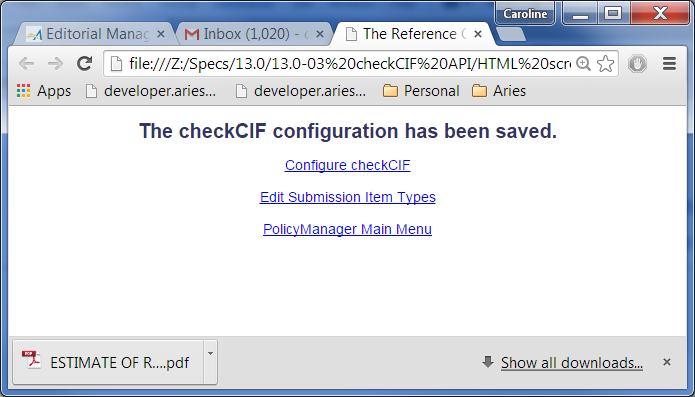 Caroline
Editorial Manag
Inbox (1,020) - c
The Reference C
file:///Z:/Specs/13.0/13.0-03%20checkCIF%20API/HTML%20scre
Apps
developer.aries...
developer.aries...
Personal
Aries
The checkCIF configuration has been saved.
Configure checkCIF
Edit Submission Item Types
PolicyManager Main Menu
ESTIMATE OF R....pdf
Show all downloads...